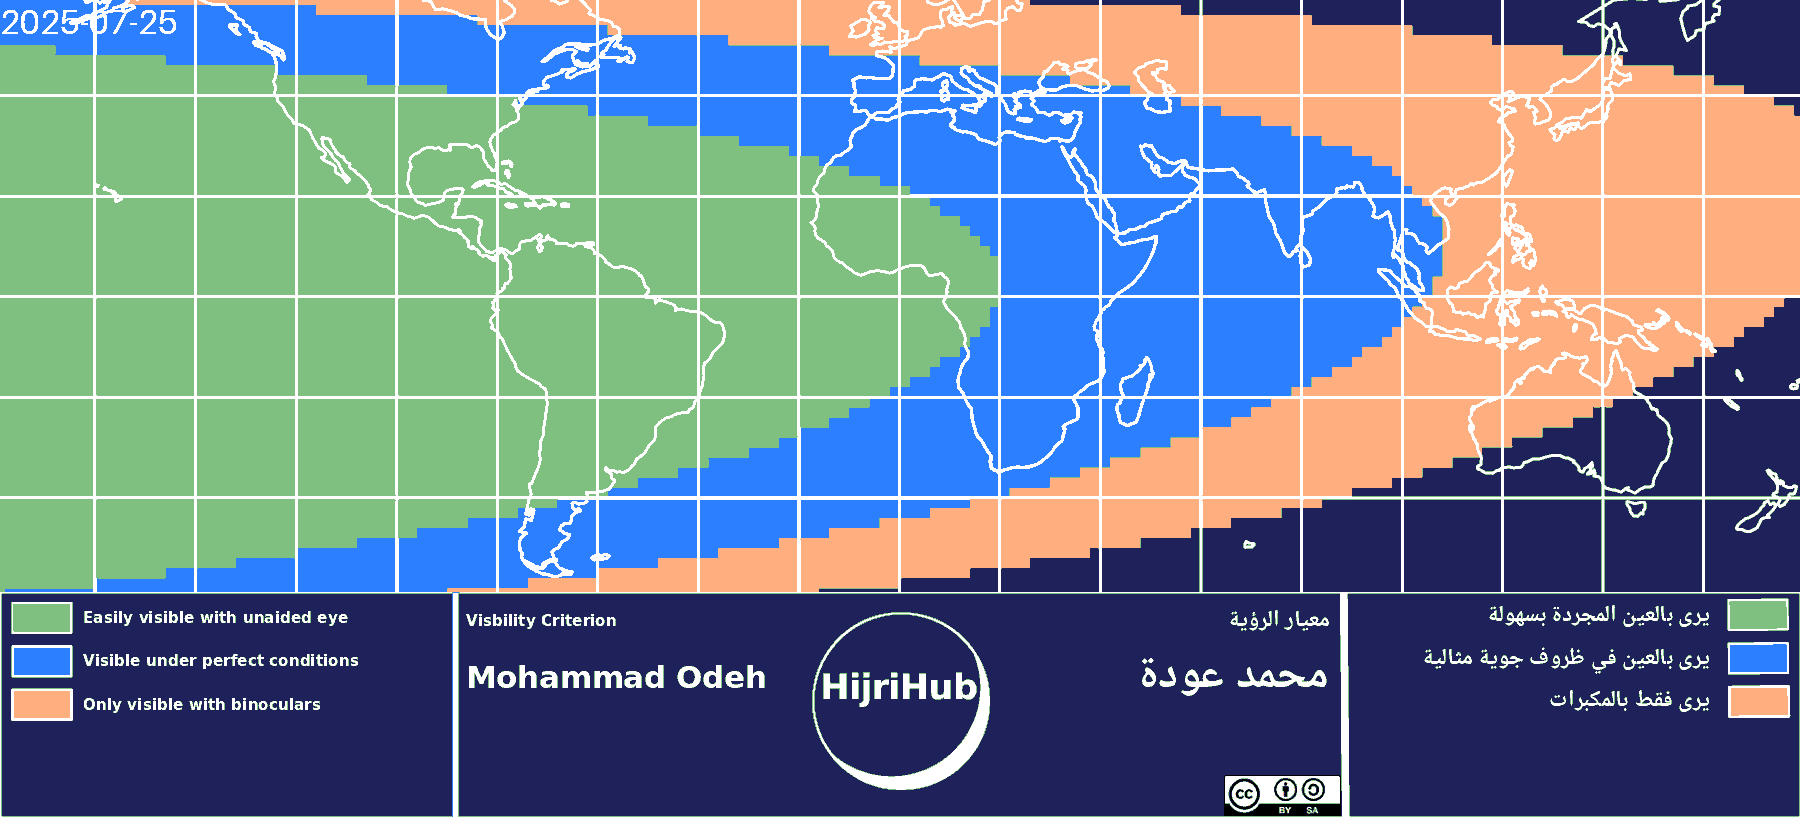 2025-07-25
Easily visible with unaided eye
Visible under perfect conditions
Only visible with binoculars
Visbility Criterion
Mohammad Odeh
HijriHub
معيار الرؤية
محمد عودة
CC BY SA
يرى بالعين المجردة بسهولة
يرى بالعين في ظروف جوية مثالية
يرى فقط بالمكبرات